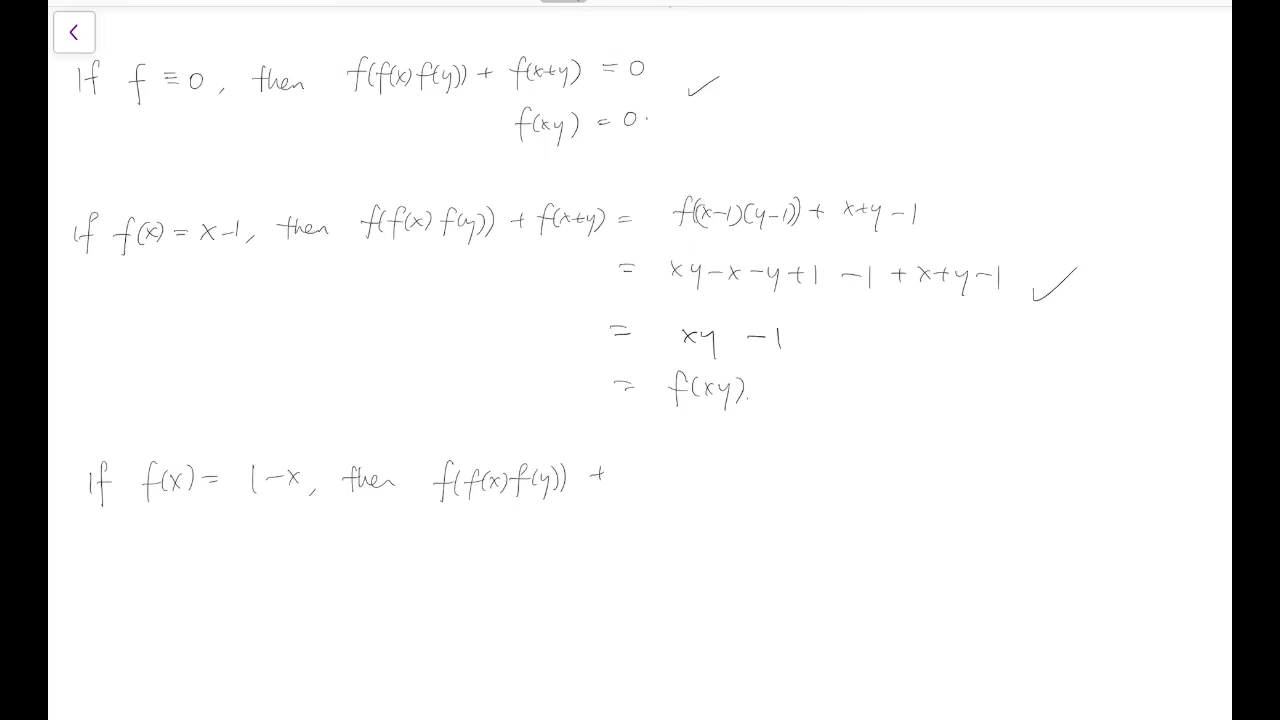 If f ≡ 0, then f(f(x)f(y)) + f(x+y) = 0 ✓
f(xy) = 0.
If f(x) = x-1, then f(f(x)f(y)) + f(x+y) = f((x-1)(y-1)) + x+y-1
= xy-x-y+1 -1 +x+y-1 ✓
= xy -1
= f(xy).
If f(x) = 1-x, then f(f(x)f(y)) +